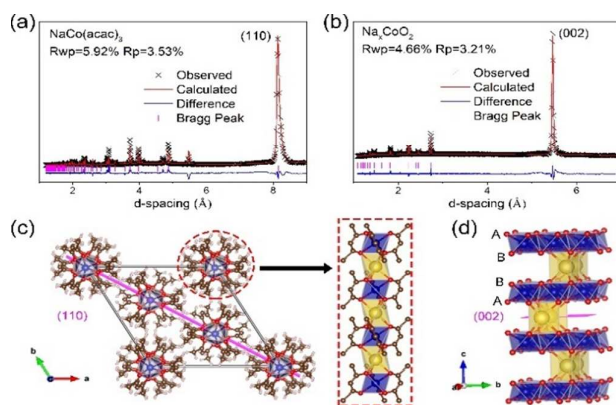 (a)
NaCo(acac)₃
Rwp=5.92% Rp=3.53%
(110)
Observed
Calculated
Difference
Bragg Peak
2 4 6 8
d-spacing (Å)
(b)
NaₓCoO₂
Rwp=4.66% Rp=3.21%
(002)
Observed
Calculated
Difference
Bragg Peak
2 4 6
d-spacing (Å)
(c)
(110)
b
a
(d)
A
B
B
A
(002)
c
b
a